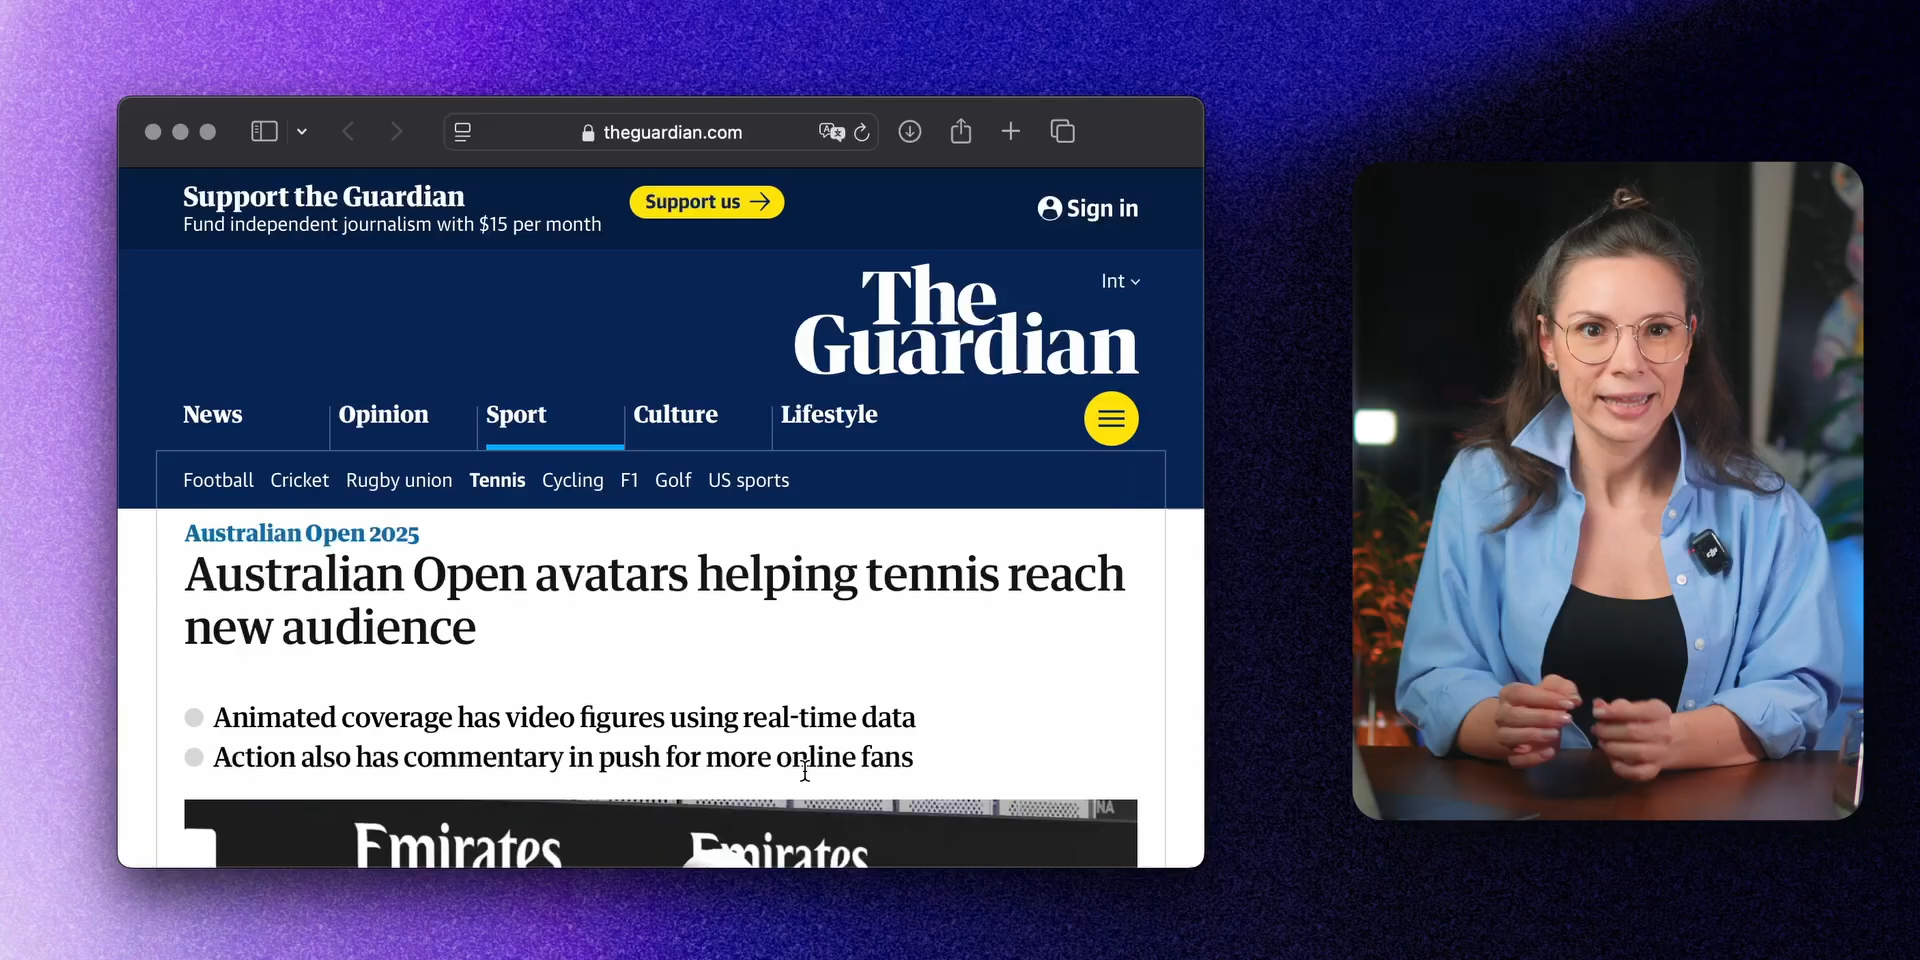 theguardian.com
Support the Guardian
Fund independent journalism with $15 per month
Support us
Sign in
Int
The
Guardian
News
Opinion
Sport
Culture
Lifestyle
Football
Cricket
Rugby union
Tennis
Cycling
F1
Golf
US sports
Australian Open 2025
Australian Open avatars helping tennis reach
new audience
Animated coverage has video figures using real-time data
Action also has commentary in push for more online fans
NA
Emirates
Emirates
dji